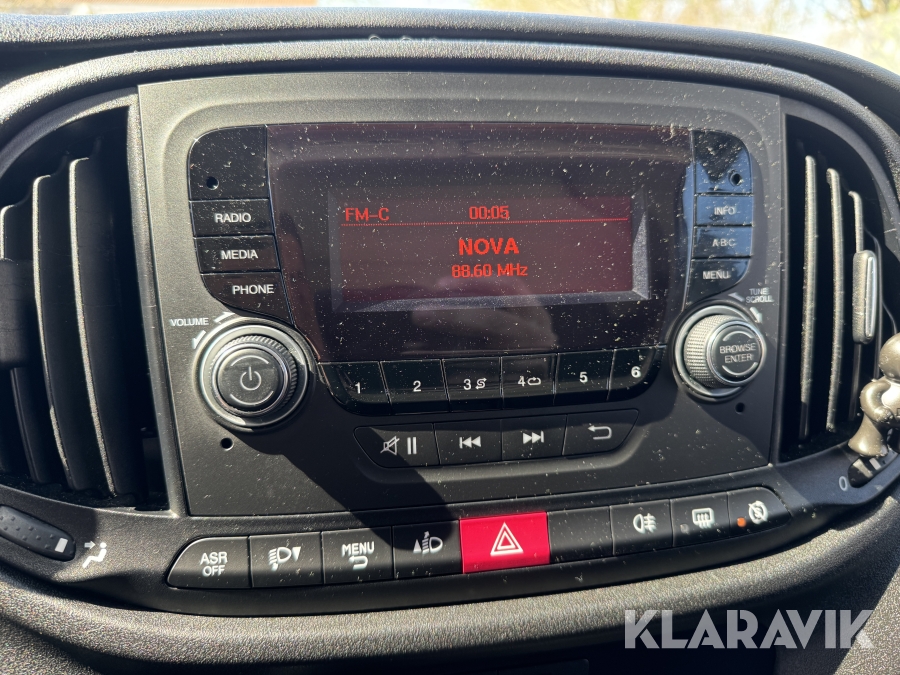 RADIO
MEDIA
PHONE
VOLUME
FM-C 00:05
NOVA
88.60 MHz
INFO
A·B·C
MENU
TUNE
SCROLL
BROWSE
ENTER
1 2 3 4 5 6
0
ASR
OFF
MENU
KLARAVIK